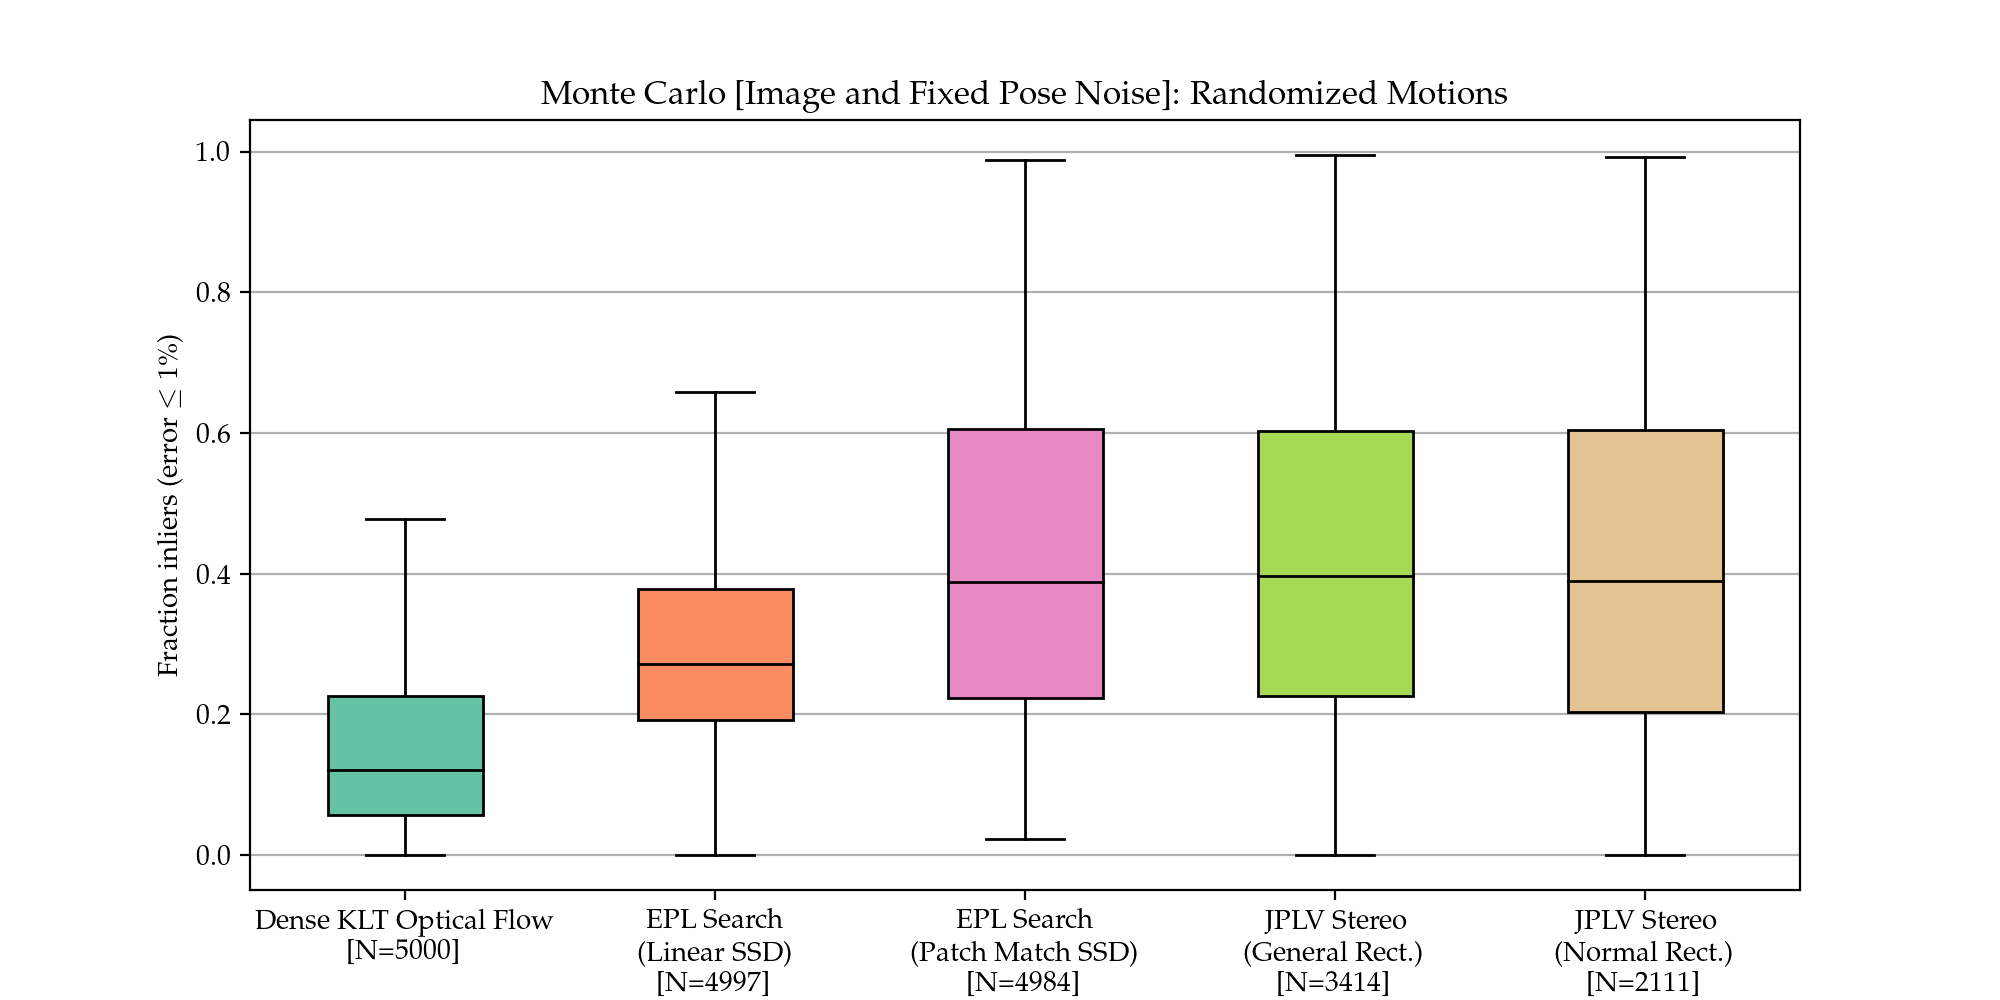 Monte Carlo [Image and Fixed Pose Noise]: Randomized Motions
Fraction inliers (error ≤ 1%)
1.0
0.8
0.6
0.4
0.2
0.0
Dense KLT Optical Flow
[N=5000]
EPL Search
(Linear SSD)
[N=4997]
EPL Search
(Patch Match SSD)
[N=4984]
JPLV Stereo
(General Rect.)
[N=3414]
JPLV Stereo
(Normal Rect.)
[N=2111]